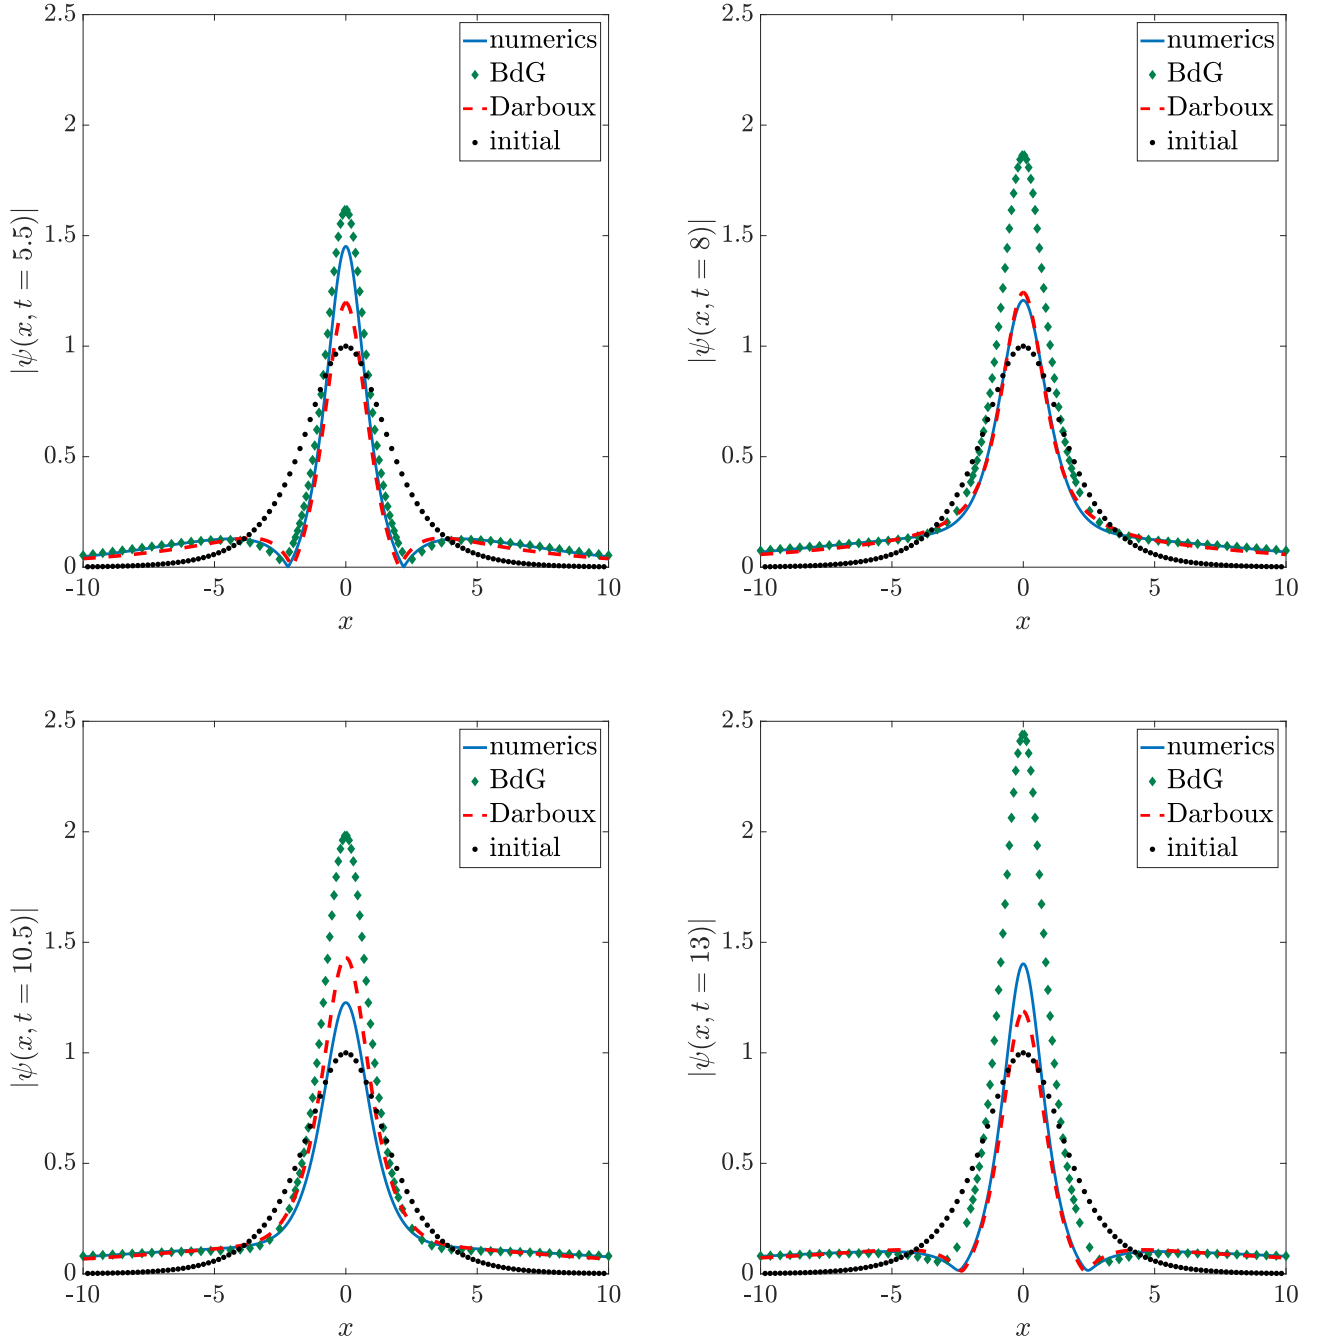 2.5
2
1.5
1
0.5
0
-10
-5
0
5
10
x
|ψ(x, t = 5.5)|
numerics
BdG
Darboux
initial
2.5
2
1.5
1
0.5
0
-10
-5
0
5
10
x
|ψ(x, t = 8)|
numerics
BdG
Darboux
initial
2.5
2
1.5
1
0.5
0
-10
-5
0
5
10
x
|ψ(x, t = 10.5)|
numerics
BdG
Darboux
initial
2.5
2
1.5
1
0.5
0
-10
-5
0
5
10
x
|ψ(x, t = 13)|
numerics
BdG
Darboux
initial